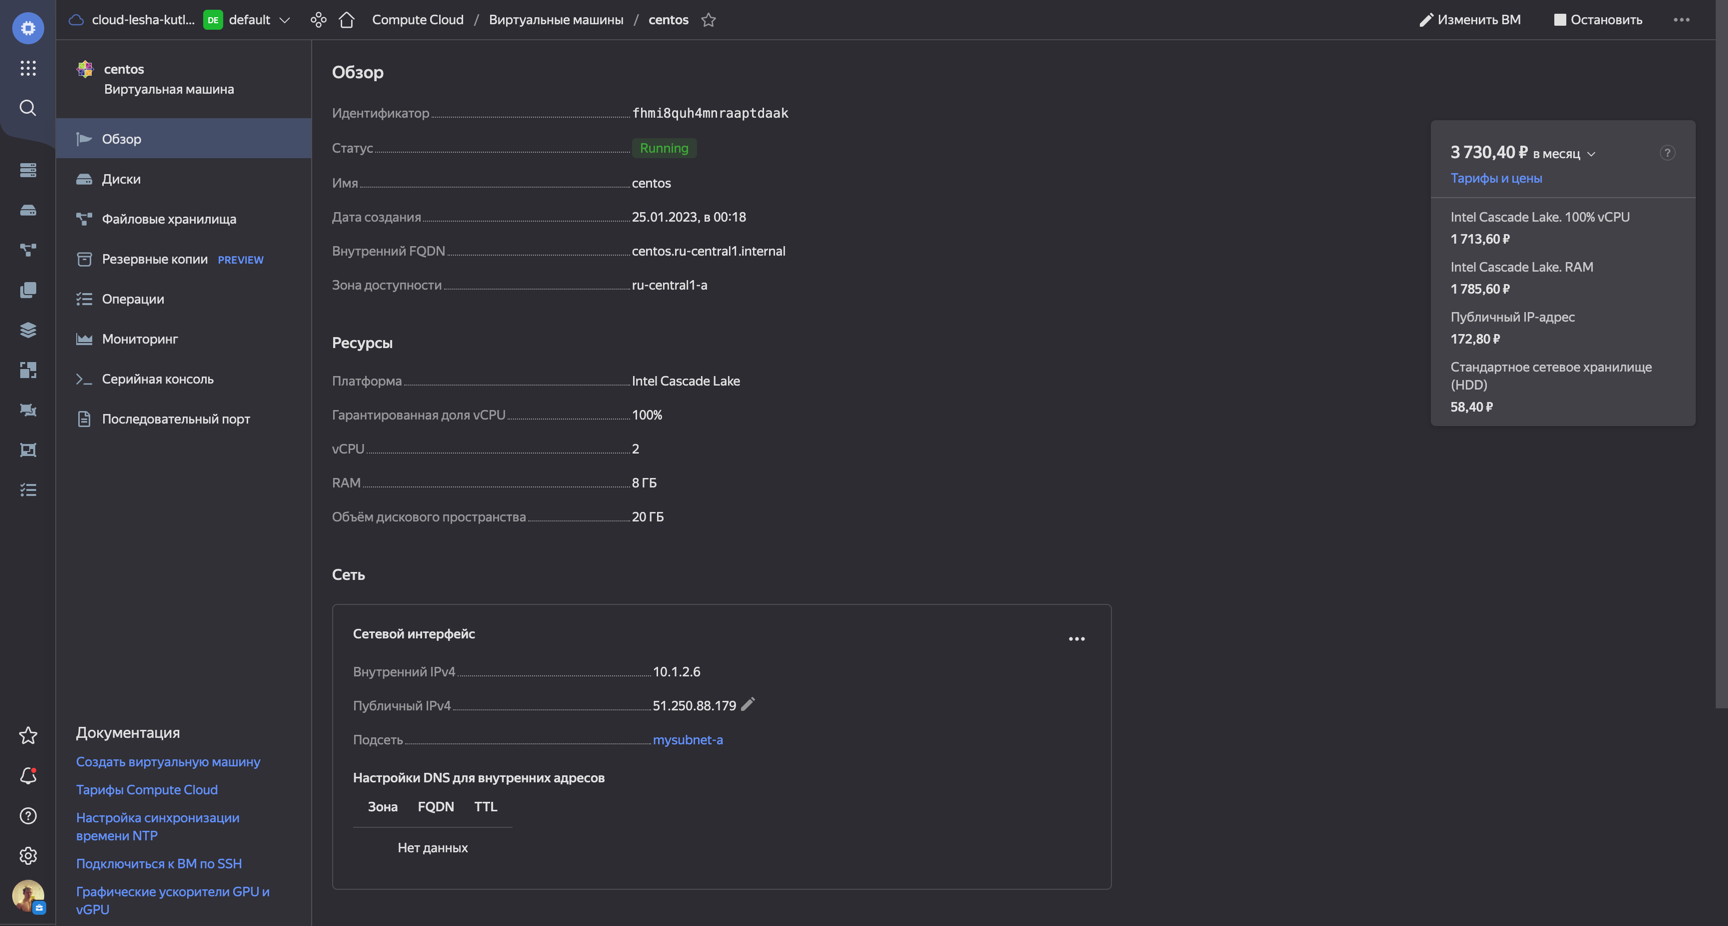 cloud-lesha-kutl... DE default Compute Cloud / Виртуальные машины / centos Изменить ВМ Остановить
centos
Виртуальная машина
Обзор
Диски
Файловые хранилища
Резервные копии PREVIEW
Операции
Мониторинг
Серийная консоль
Последовательный порт
Документация
Создать виртуальную машину
Тарифы Compute Cloud
Настройка синхронизации
времени NTP
Подключиться к ВМ по SSH
Графические ускорители GPU и
vGPU
Обзор
Идентификатор fhmi8quh4mnraaptdaak
Статус Running
Имя centos
Дата создания 25.01.2023, в 00:18
Внутренний FQDN centos.ru-central1.internal
Зона доступности ru-central1-a
Ресурсы
Платформа Intel Cascade Lake
Гарантированная доля vCPU 100%
vCPU 2
RAM 8 ГБ
Объём дискового пространства 20 ГБ
Сеть
Сетевой интерфейс
Внутренний IPv4 10.1.2.6
Публичный IPv4 51.250.88.179
Подсеть mysubnet-a
Настройки DNS для внутренних адресов
Зона FQDN TTL
Нет данных
3 730,40 ₽ в месяц
Тарифы и цены
Intel Cascade Lake. 100% vCPU
1 713,60 ₽
Intel Cascade Lake. RAM
1 785,60 ₽
Публичный IP-адрес
172,80 ₽
Стандартное сетевое хранилище
(HDD)
58,40 ₽